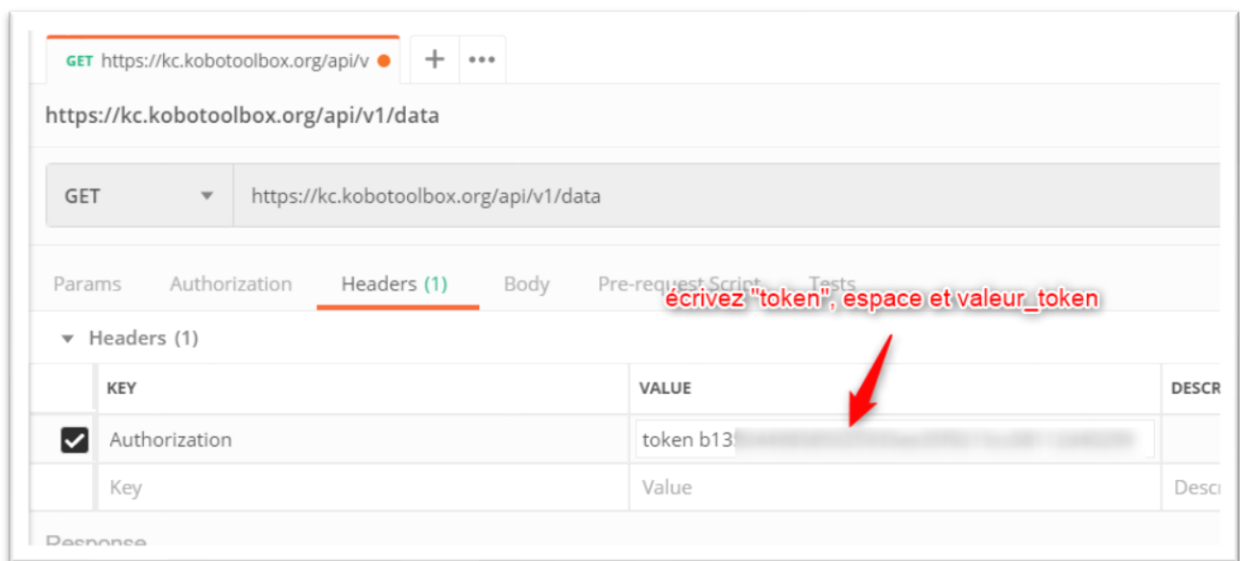 GET https://kc.kobotoolbox.org/api/v
https://kc.kobotoolbox.org/api/v1/data
GET https://kc.kobotoolbox.org/api/v1/data
Params Authorization Headers (1) Body Pre-request Script Tests
écrivez "token", espace et valeur_token
Headers (1)
KEY VALUE DESCR
Authorization token b13
Key Value Descr
Response